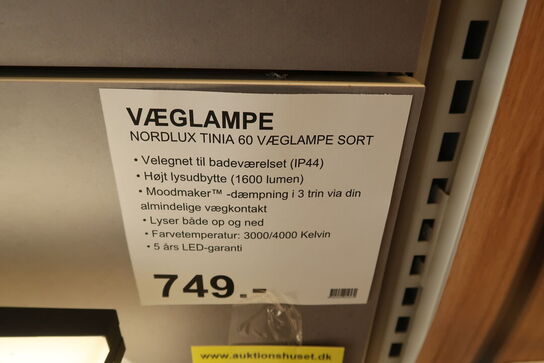 VÆGLAMPE
NORDLUX TINIA 60 VÆGLAMPE SORT
• Velegnet til badeværelset (IP44)
• Højt lysudbytte (1600 lumen)
• Moodmaker™ -dæmpning i 3 trin via din
almindelige vægkontakt
• Lyser både op og ned
• Farvetemperatur: 3000/4000 Kelvin
• 5 års LED-garanti
749.-
www.auktionshuset.dk